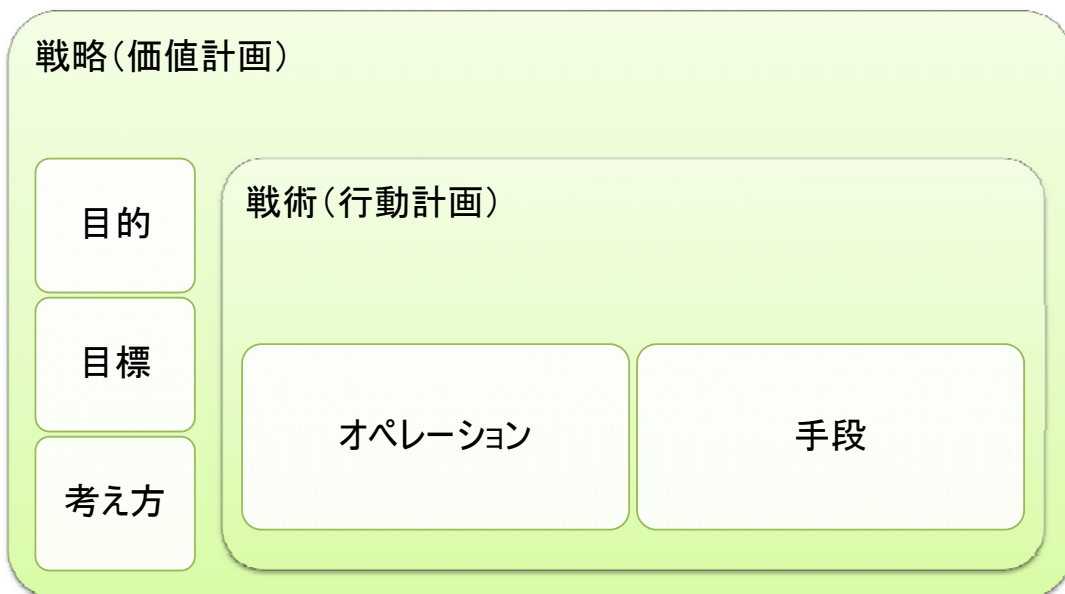 戦略（価値計画）
目的
目標
考え方
戦術（行動計画）
オペレーション
手段